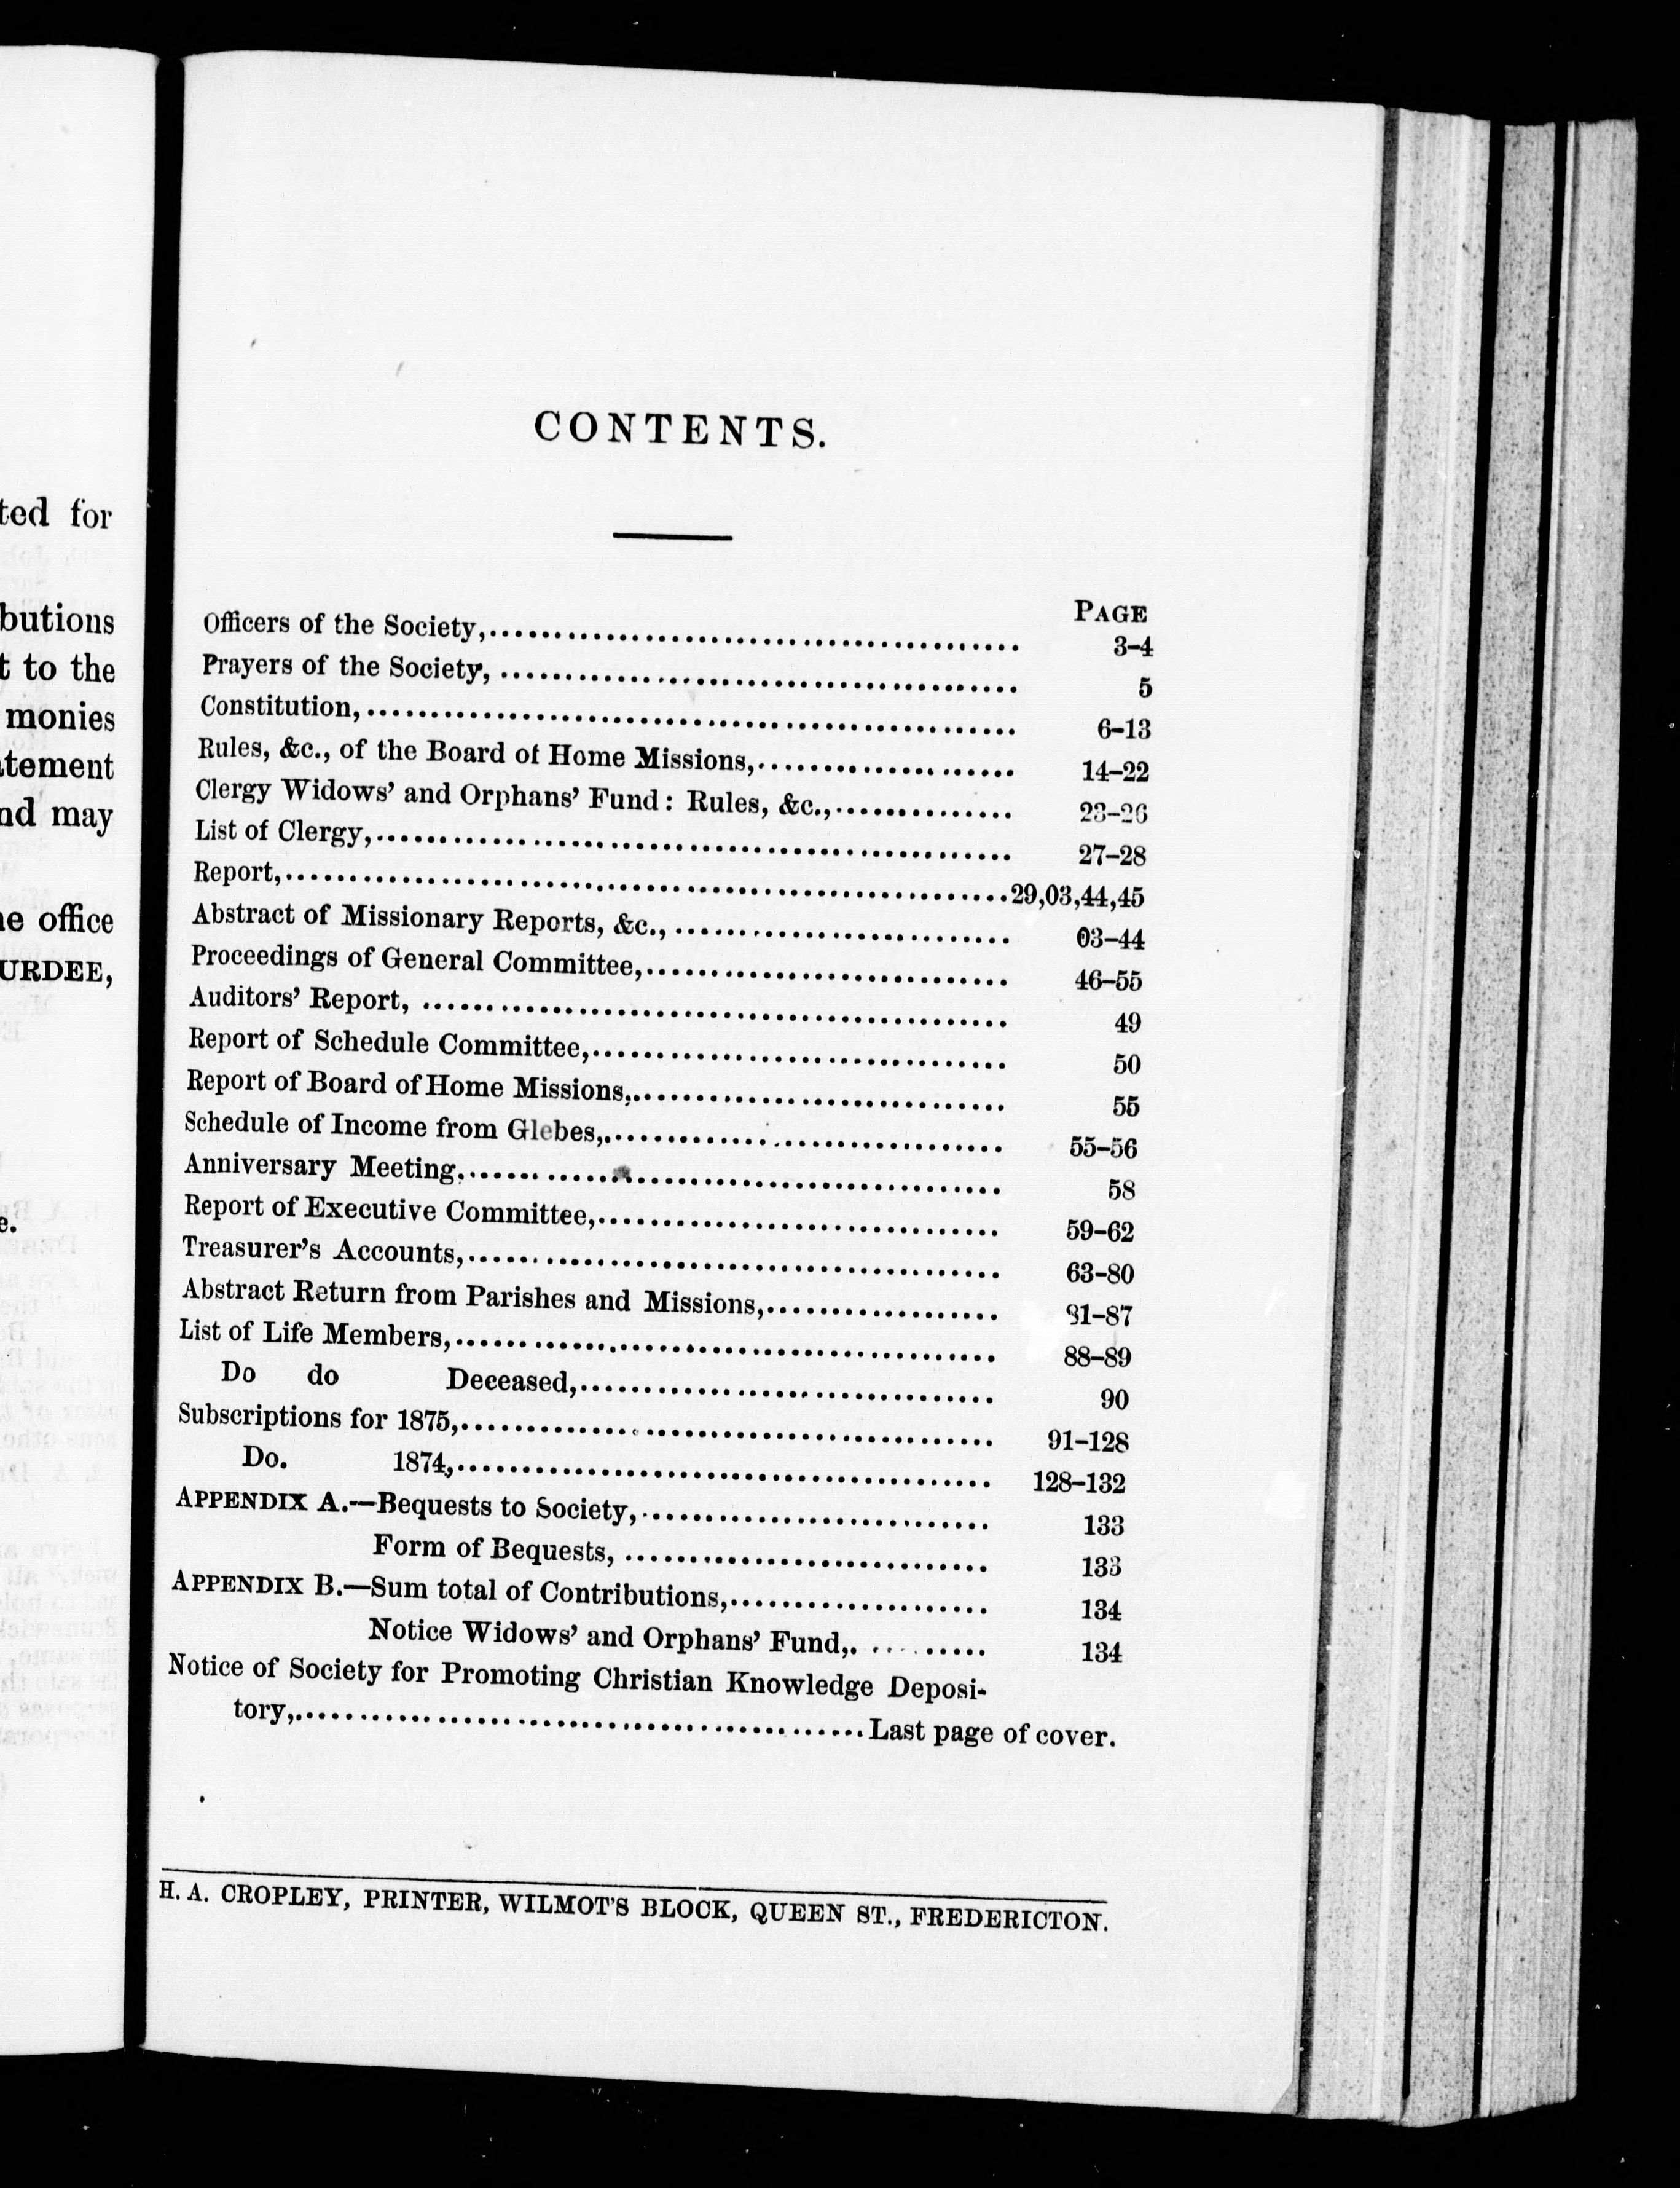 ted for
butions
t to the
monies
tement
nd may
e office
URDEE,
e.
CONTENTS.
PAGE
Officers of the Society,........................................ 3-4
Prayers of the Society, ........................................ 5
Constitution,........................................ 6-13
Rules, &c., of the Board of Home Missions,.................... 14-22
Clergy Widows' and Orphans' Fund: Rules, &c.,.............. 23-26
List of Clergy,........................................ 27-28
Report,........................................29,03,44,45
Abstract of Missionary Reports, &c., .......................... 03-44
Proceedings of General Committee,............................ 46-55
Auditors' Report, ........................................ 49
Report of Schedule Committee,................................ 50
Report of Board of Home Missions,............................. 55
Schedule of Income from Glebes,.............................. 55-56
Anniversary Meeting,........................................ 58
Report of Executive Committee,.............................. 59-62
Treasurer's Accounts,........................................ 63-80
Abstract Return from Parishes and Missions,.................. 81-87
List of Life Members,........................................ 88-89
Do do Deceased,................................ 90
Subscriptions for 1875,........................................ 91-128
Do. 1874,........................................ 128-132
APPENDIX A.—Bequests to Society,........................... 133
Form of Bequests, ............................ 133
APPENDIX B.—Sum total of Contributions,.................... 134
Notice Widows' and Orphans' Fund,. .......... 134
Notice of Society for Promoting Christian Knowledge Deposi-
tory,........................................Last page of cover.
H. A. CROPLEY, PRINTER, WILMOT'S BLOCK, QUEEN ST., FREDERICTON.